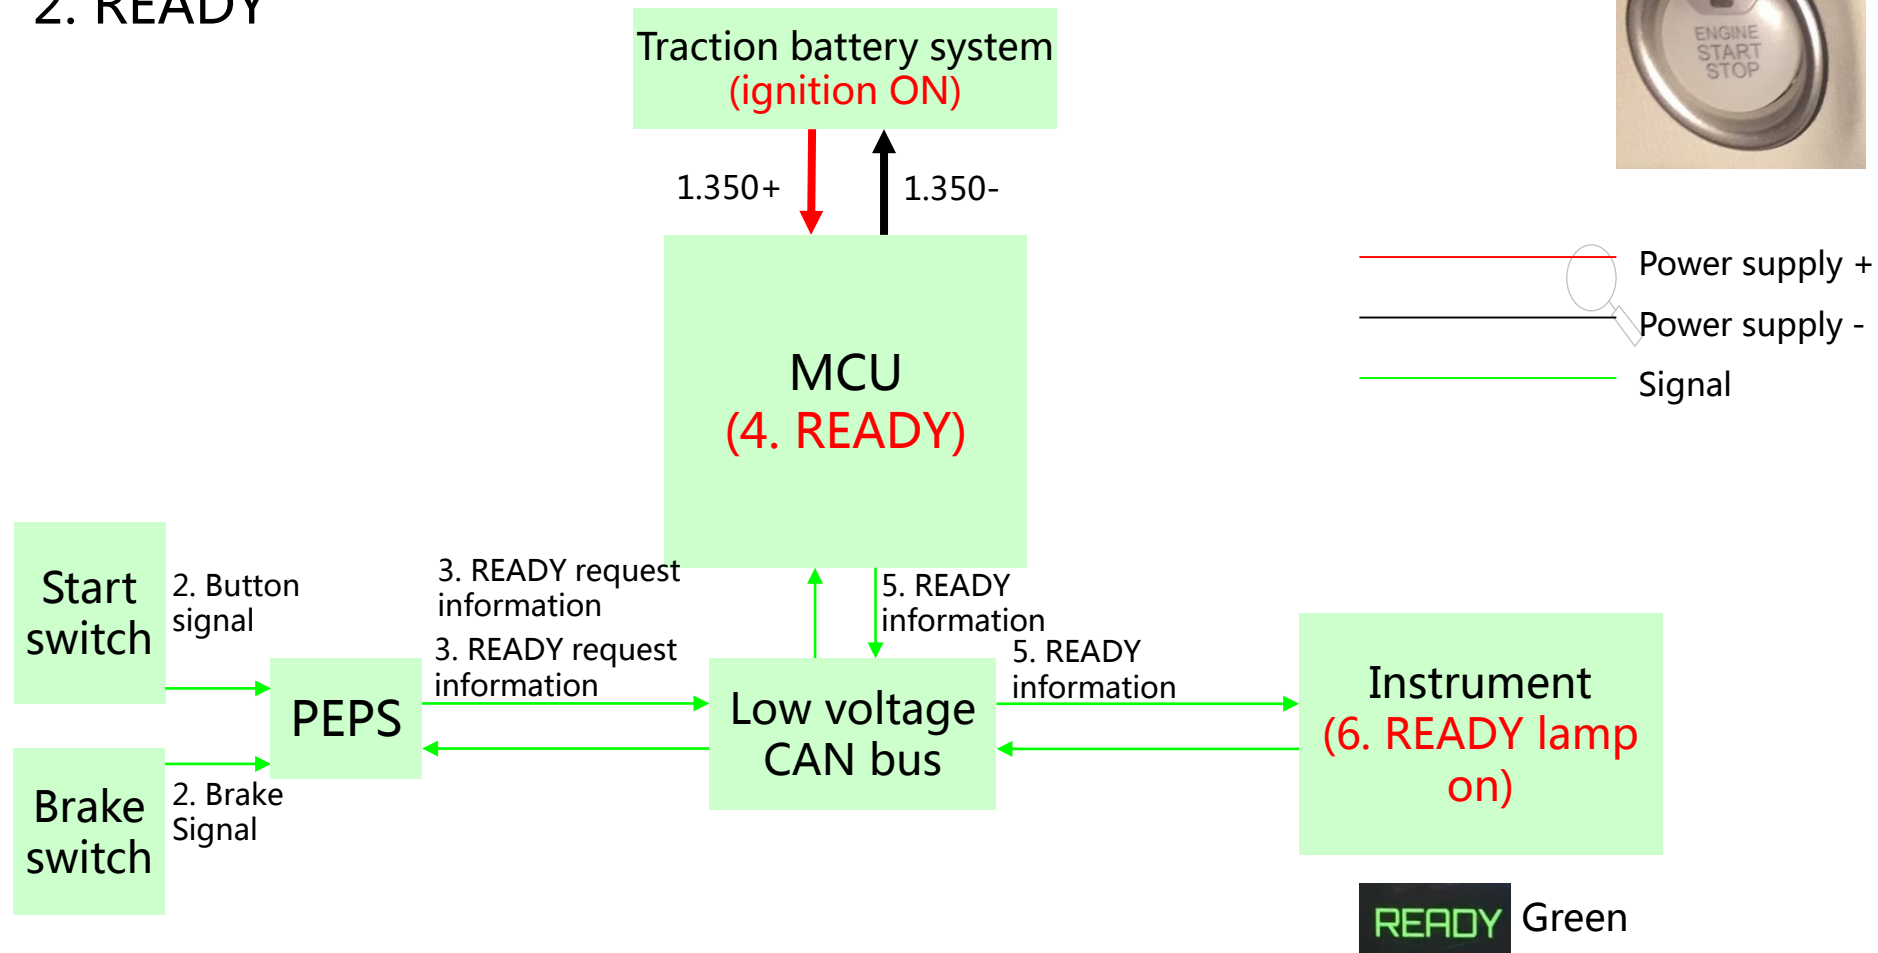 2. READY
Traction battery system
(ignition ON)
ENGINE
START
STOP
1.350+
1.350-
Power supply +
Power supply -
Signal
MCU
(4. READY)
Start
switch
2. Button
signal
3. READY request
information
3. READY request
information
5. READY
information
5. READY
information
PEPS
Low voltage
CAN bus
Instrument
(6. READY lamp
on)
Brake
switch
2. Brake
Signal
READY
Green